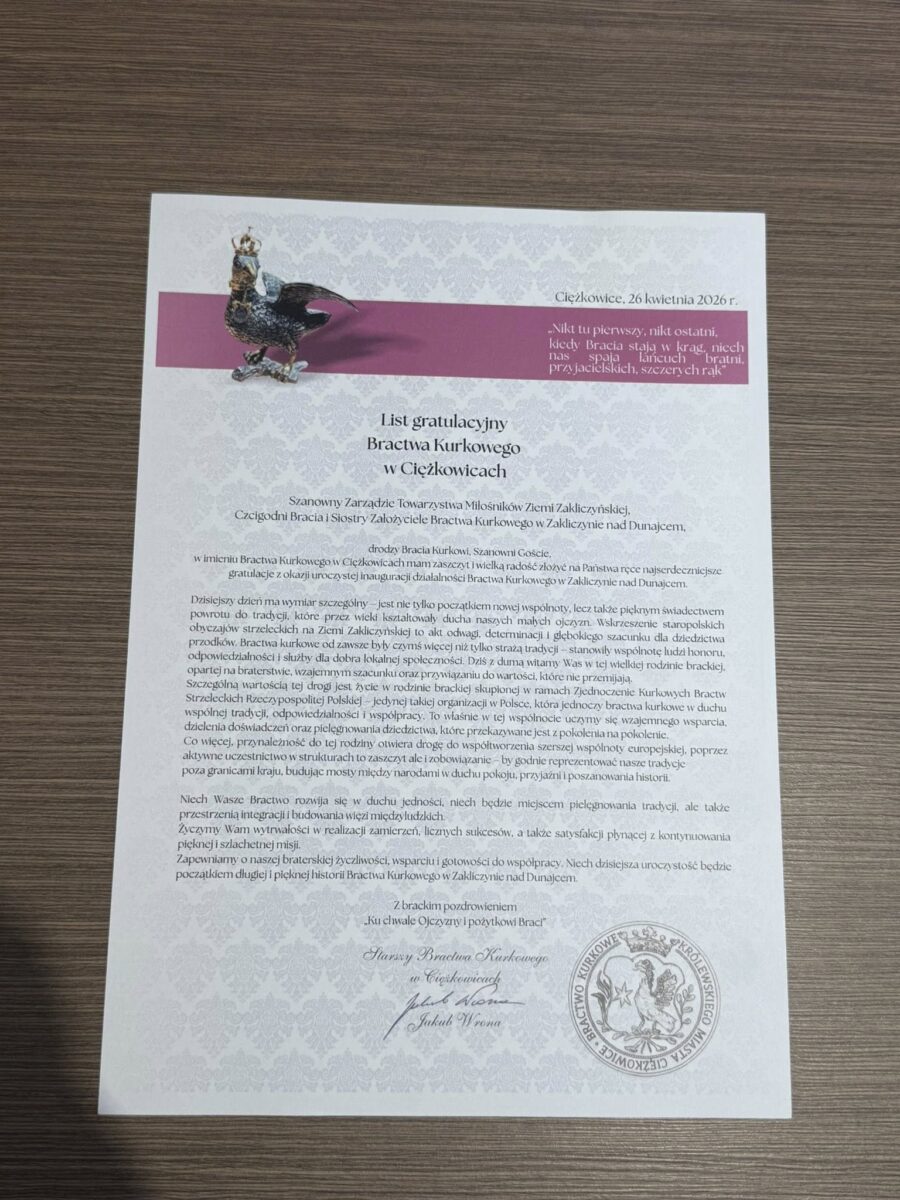 Ciężkowice, 26 kwietnia 2026 r.
„Nikt tu pierwszy, nikt ostatni,
kiedy Bracia stają w krąg, niech
nas spaja łańcuch bratni,
przyjacielskich, szczerych rąk”
List gratulacyjny
Bractwa Kurkowego
w Ciężkowicach
Szanowny Zarządzie Towarzystwa Miłośników Ziemi Zakliczyńskiej,
Czcigodni Bracia i Siostry Założyciele Bractwa Kurkowego w Zakliczynie nad Dunajcem,
drodzy Bracia Kurkowi, Szanowni Goście,
w imieniu Bractwa Kurkowego w Ciężkowicach mam zaszczyt i wielką radość złożyć na Państwa ręce najserdeczniejsze
gratulacje z okazji uroczystej inauguracji działalności Bractwa Kurkowego w Zakliczynie nad Dunajcem.
Dzisiejszy dzień ma wymiar szczególny – jest nie tylko początkiem nowej wspólnoty, lecz także pięknym świadectwem
powrotu do tradycji, które przez wieki kształtowały ducha naszych małych ojczyzn. Wskrzeszenie staropolskich
obyczajów strzeleckich na Ziemi Zakliczyńskiej to akt odwagi, determinacji i głębokiego szacunku dla dziedzictwa
przodków. Bractwa kurkowe od zawsze były czymś więcej niż tylko strażą tradycji – stanowiły wspólnotę ludzi honoru,
odpowiedzialności i służby dla dobra lokalnej społeczności. Dziś z dumą witamy Was w tej wielkiej rodzinie brackiej,
opartej na braterstwie, wzajemnym szacunku oraz przywiązaniu do wartości, które nie przemijają.
Szczególną wartością tej drogi jest życie w rodzinie brackiej skupionej w ramach Zjednoczenie Kurkowych Bractw
Strzeleckich Rzeczypospolitej Polskiej – jedynej takiej organizacji w Polsce, która jednoczy bractwa kurkowe w duchu
wspólnej tradycji, odpowiedzialności i współpracy. To właśnie w tej wspólnocie uczymy się wzajemnego wsparcia,
dzielenia doświadczeń oraz pielęgnowania dziedzictwa, które przekazywane jest z pokolenia na pokolenie.
Co więcej, przynależność do tej rodziny otwiera drogę do współtworzenia szerszej wspólnoty europejskiej, poprzez
aktywne uczestnictwo w strukturach to zaszczyt ale i zobowiązanie – by godnie reprezentować nasze tradycje
poza granicami kraju, budując mosty między narodami w duchu pokoju, przyjaźni i poszanowania historii.
Niech Wasze Bractwo rozwija się w duchu jedności, niech będzie miejscem pielęgnowania tradycji, ale także
przestrzenią integracji i budowania więzi międzyludzkich.
Życzymy Wam wytrwałości w realizacji zamierzeń, licznych sukcesów, a także satysfakcji płynącej z kontynuowania
pięknej i szlachetnej misji.
Zapewniamy o naszej braterskiej życzliwości, wsparciu i gotowości do współpracy. Niech dzisiejsza uroczystość będzie
początkiem długiej i pięknej historii Bractwa Kurkowego w Zakliczynie nad Dunajcem.
Z brackim pozdrowieniem
„Ku chwale Ojczyzny i pożytkowi Braci”
Starszy Bractwa Kurkowego
w Ciężkowicach
Jakub Wrona
Jakub Wrona
BRACTWO KURKOWE KRÓLEWSKIEGO MIASTA CIĘŻKOWICE